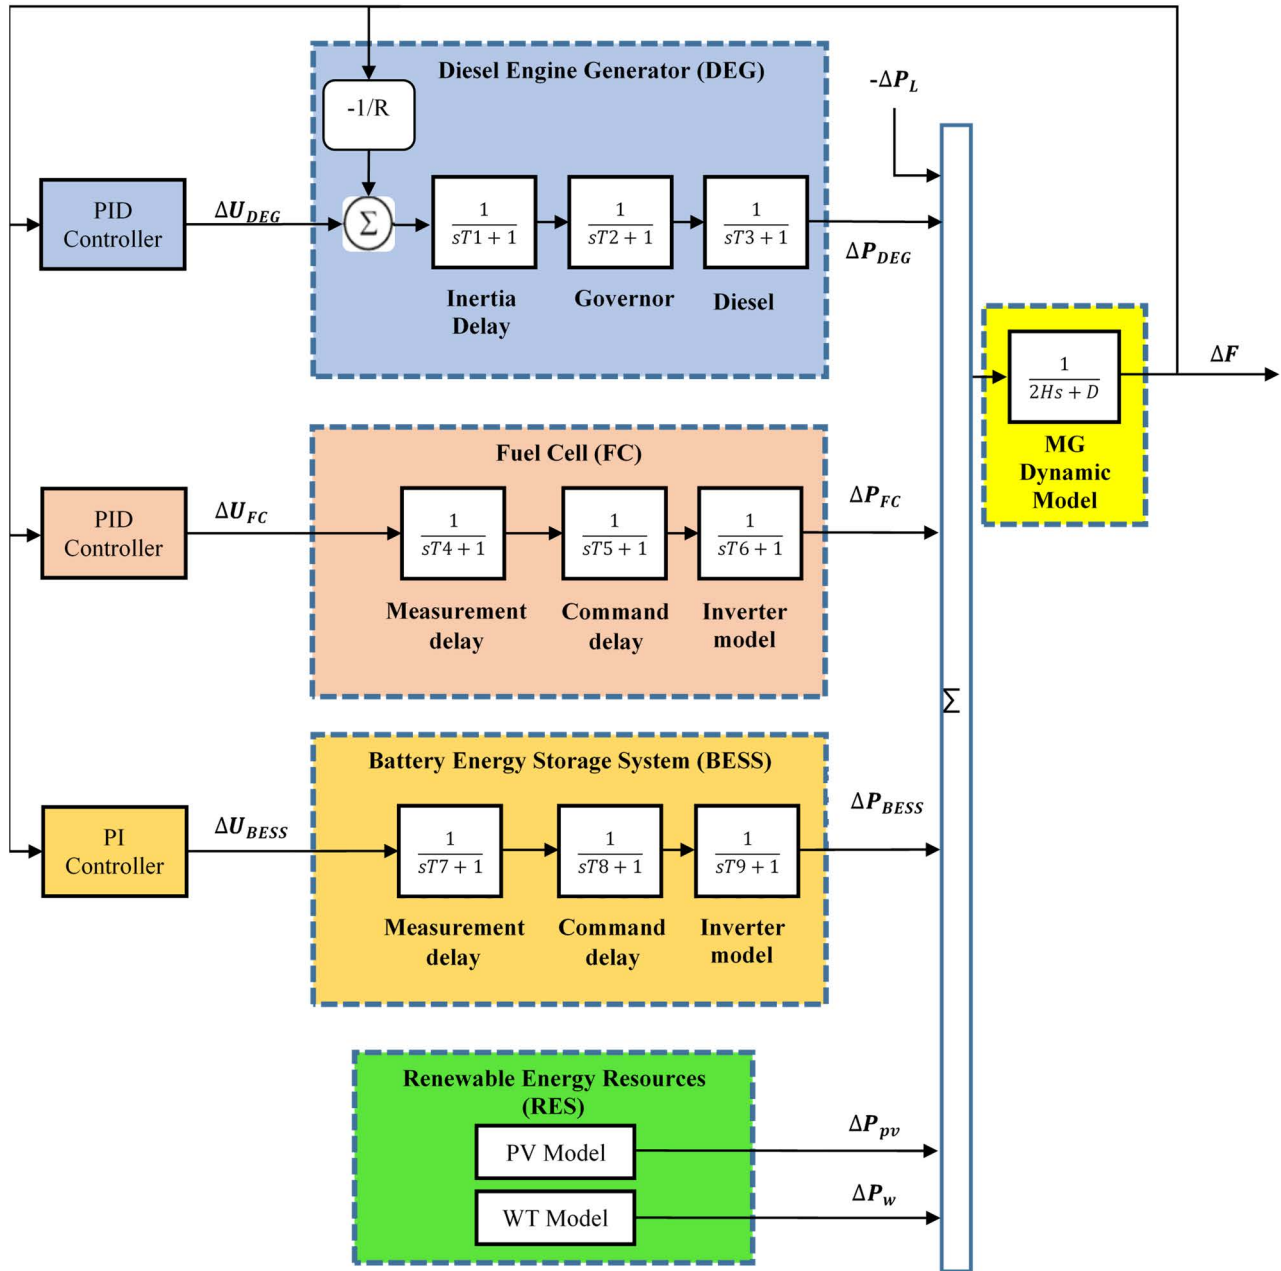 Diesel Engine Generator (DEG)
-1/R
-ΔP_L
PID
Controller
ΔU_DEG
Σ
1
sT1 + 1
1
sT2 + 1
1
sT3 + 1
ΔP_DEG
Inertia
Delay
Governor
Diesel
1
2Hs + D
ΔF
MG
Dynamic
Model
Fuel Cell (FC)
PID
Controller
ΔU_FC
1
sT4 + 1
1
sT5 + 1
1
sT6 + 1
ΔP_FC
Measurement
delay
Command
delay
Inverter
model
Σ
Battery Energy Storage System (BESS)
PI
Controller
ΔU_BESS
1
sT7 + 1
1
sT8 + 1
1
sT9 + 1
ΔP_BESS
Measurement
delay
Command
delay
Inverter
model
Renewable Energy Resources
(RES)
PV Model
ΔP_pv
WT Model
ΔP_w